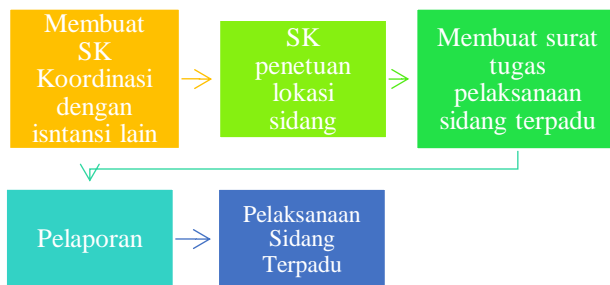 Membuat
SK
Koordinasi
dengan
isntansi lain
SK
penetuan
lokasi
sidang
Membuat surat
tugas
pelaksanaan
sidang terpadu
Pelaporan
Pelaksanaan
Sidang
Terpadu